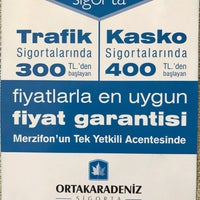 sigorta
Trafik
Sigortalarında
300 TL.'den başlayan
Kasko
Sigortalarında
400 TL.'den başlayan
fiyatlarla en uygun
fiyat garantisi
Merzifon'un Tek Yetkili Acentesinde
ORTAKARADENİZ
SİGORTA